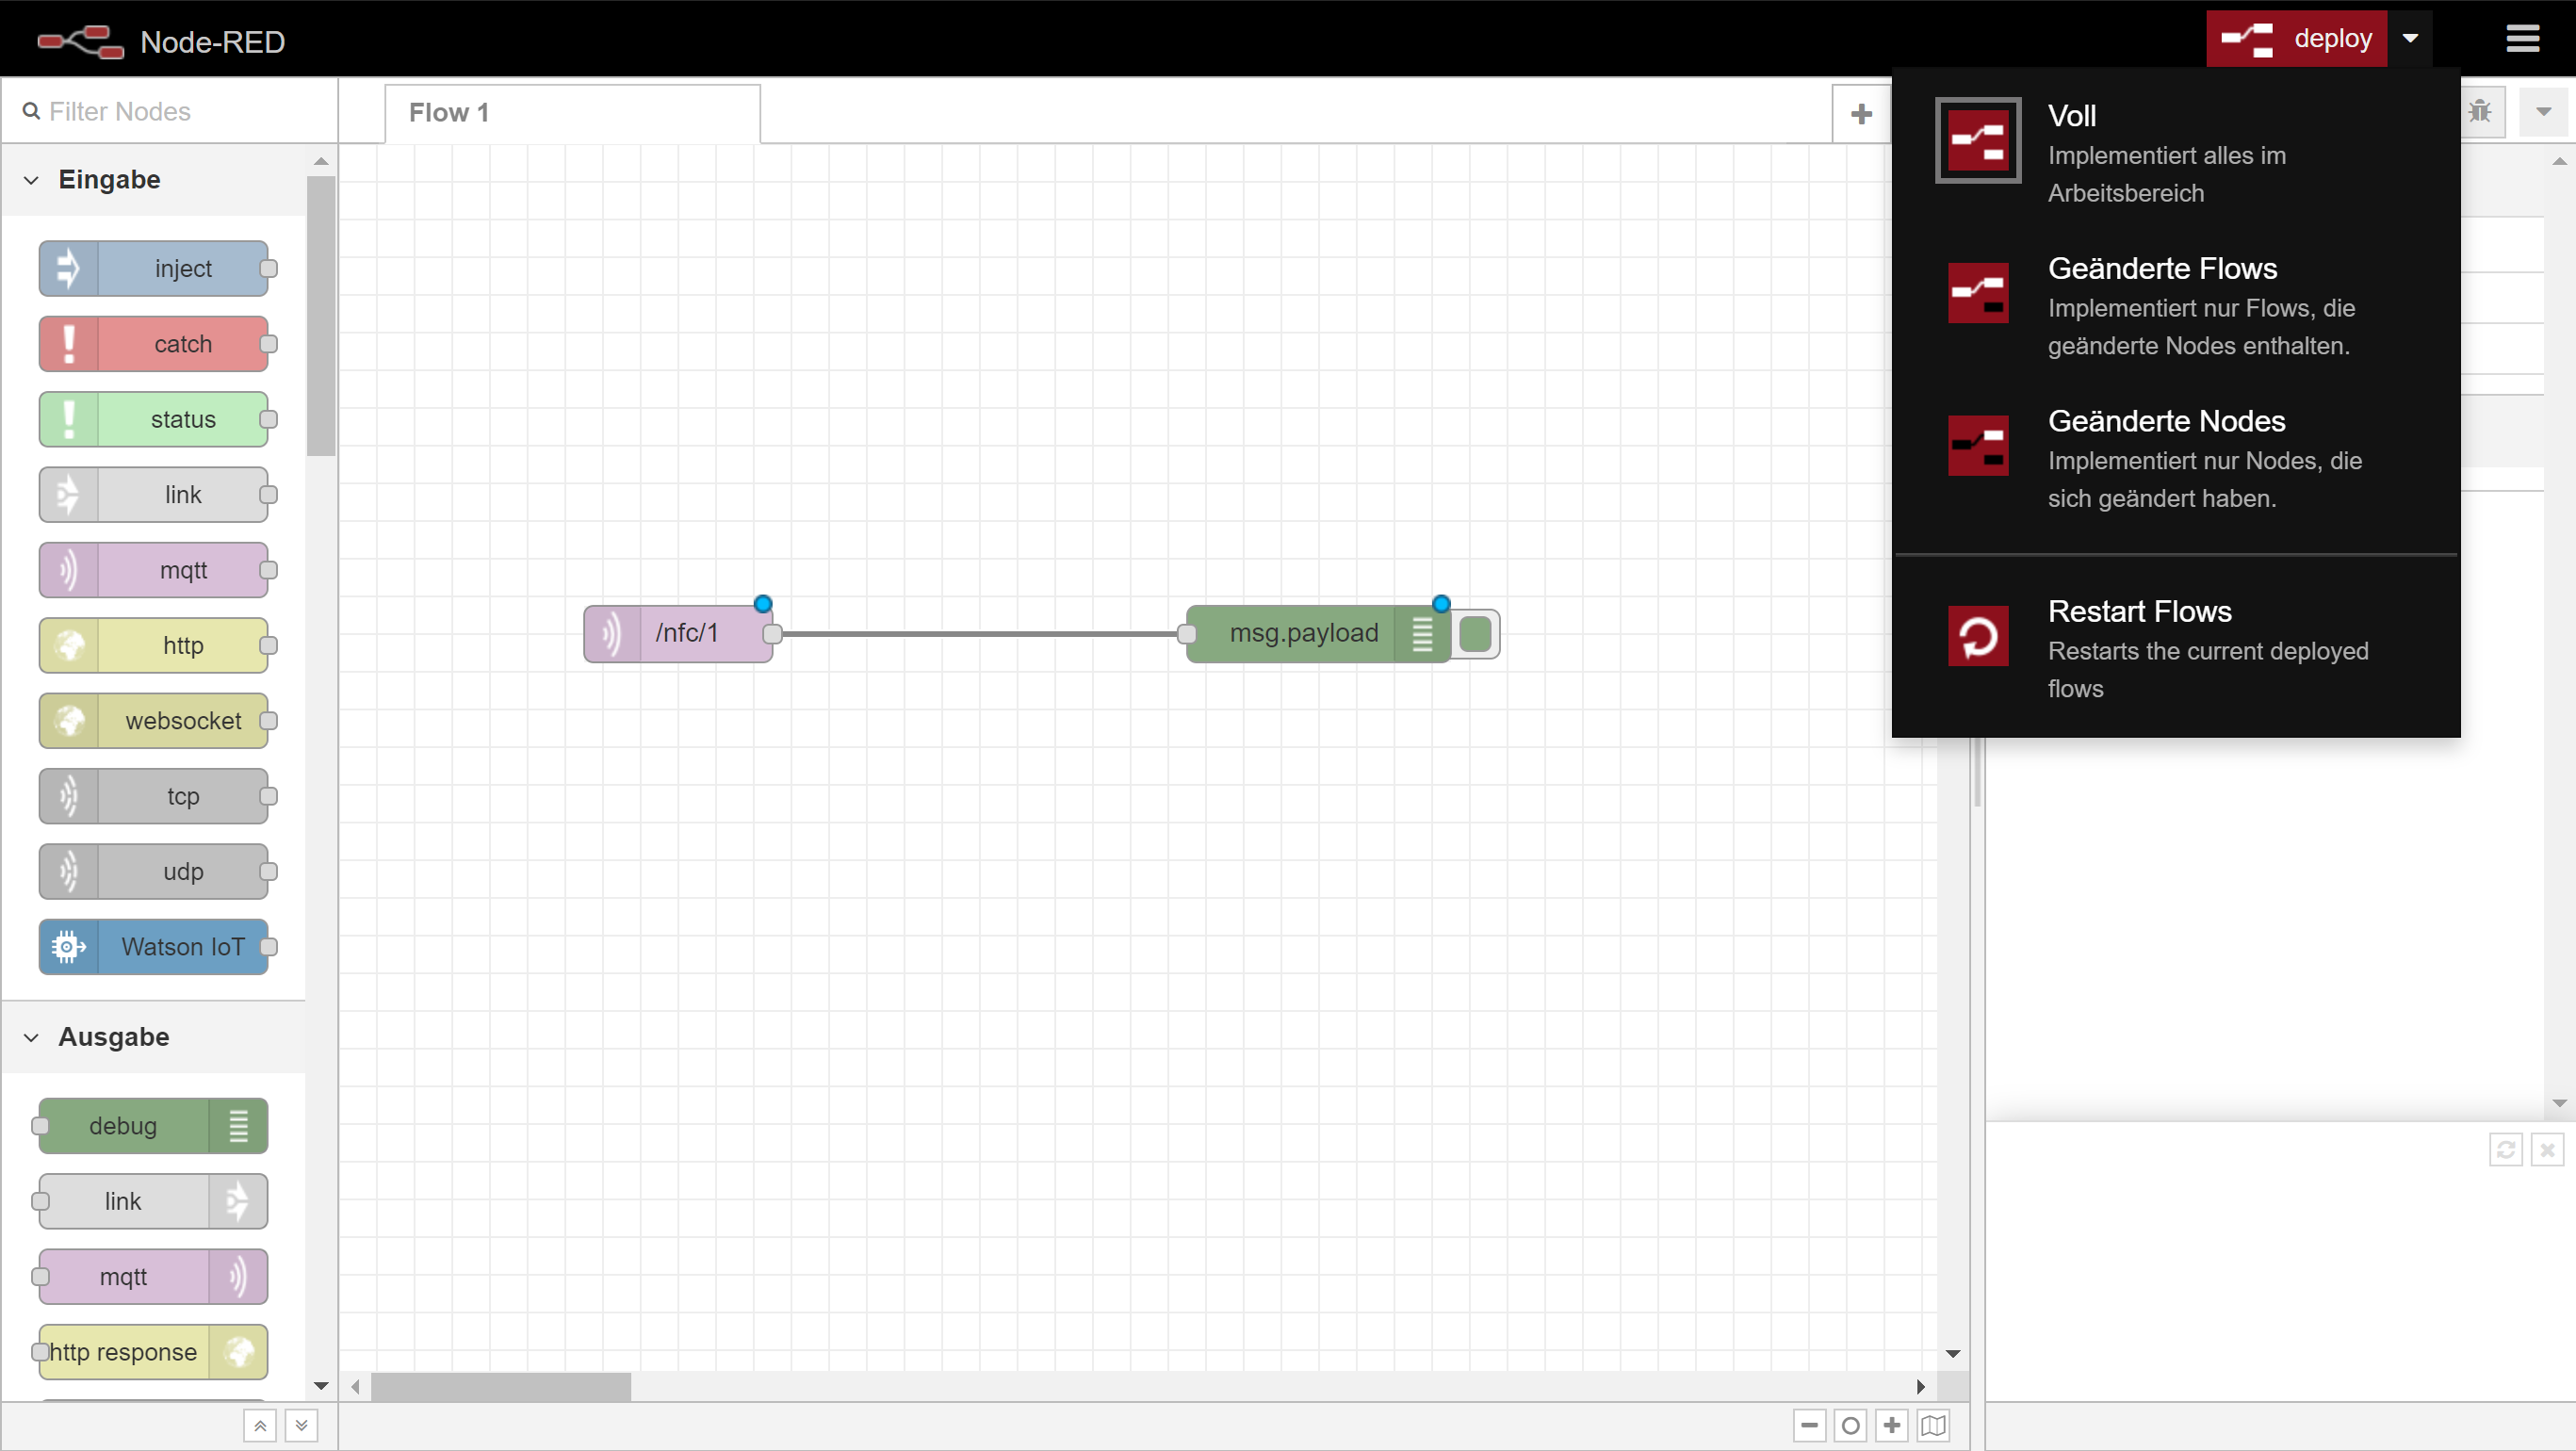 Node-RED
deploy
Filter Nodes
Flow 1
Eingabe
inject
catch
status
link
mqtt
http
websocket
tcp
udp
Watson IoT
Ausgabe
debug
link
mqtt
http response
/nfc/1
msg.payload
Voll
Implementiert alles im
Arbeitsbereich
Geänderte Flows
Implementiert nur Flows, die
geänderte Nodes enthalten.
Geänderte Nodes
Implementiert nur Nodes, die
sich geändert haben.
Restart Flows
Restarts the current deployed
flows